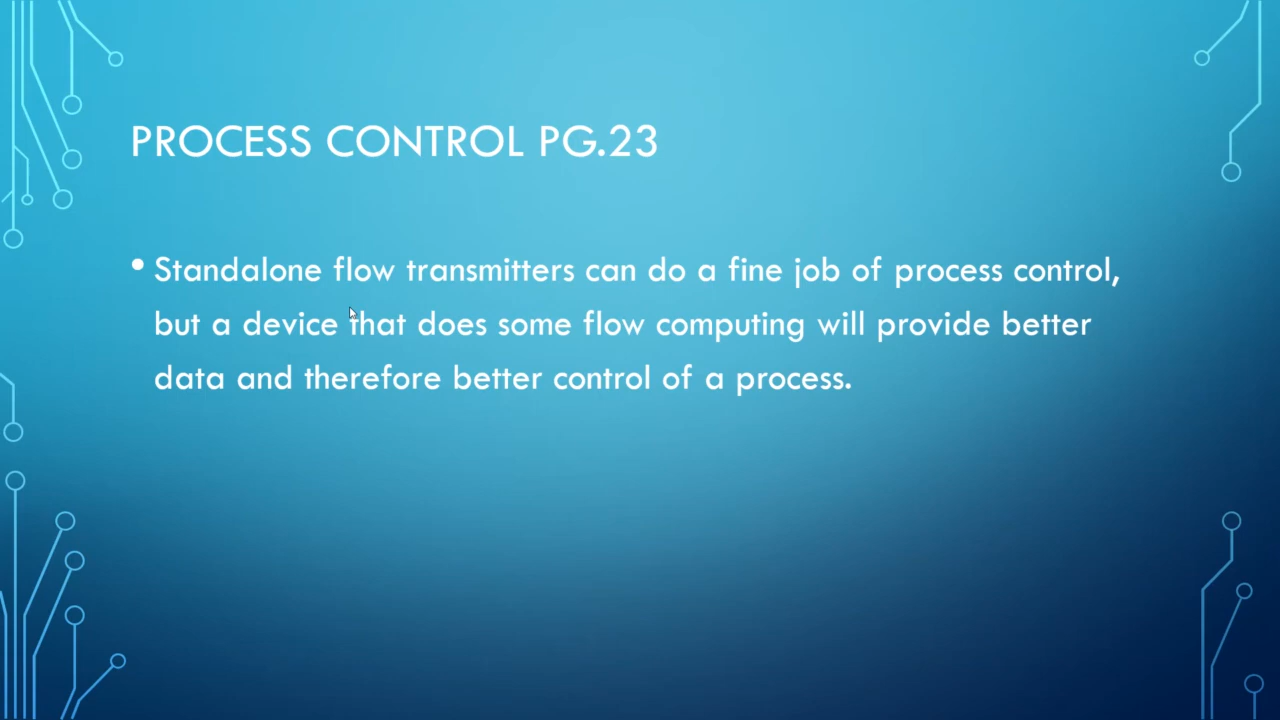 PROCESS CONTROL PG.23
• Standalone flow transmitters can do a fine job of process control,
but a device that does some flow computing will provide better
data and therefore better control of a process.